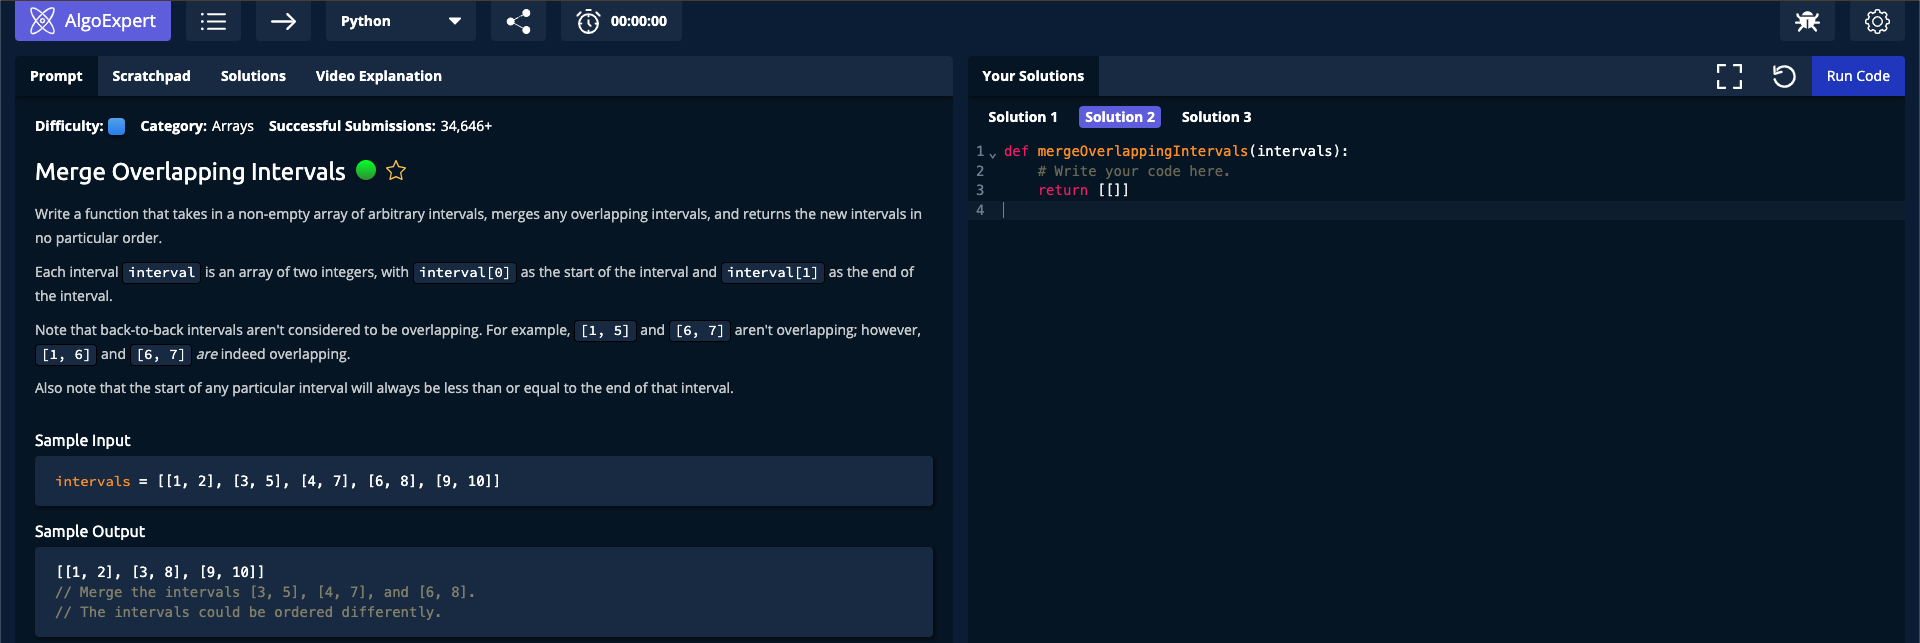 AlgoExpert
Python
00:00:00
Prompt Scratchpad Solutions Video Explanation
Difficulty: Category: Arrays Successful Submissions: 34,646+
Merge Overlapping Intervals
Write a function that takes in a non-empty array of arbitrary intervals, merges any overlapping intervals, and returns the new intervals in
no particular order.
Each interval interval is an array of two integers, with interval[0] as the start of the interval and interval[1] as the end of
the interval.
Note that back-to-back intervals aren't considered to be overlapping. For example, [1, 5] and [6, 7] aren't overlapping; however,
[1, 6] and [6, 7] are indeed overlapping.
Also note that the start of any particular interval will always be less than or equal to the end of that interval.
Sample Input
intervals = [[1, 2], [3, 5], [4, 7], [6, 8], [9, 10]]
Sample Output
[[1, 2], [3, 8], [9, 10]]
// Merge the intervals [3, 5], [4, 7], and [6, 8].
// The intervals could be ordered differently.
Your Solutions
Run Code
Solution 1 Solution 2 Solution 3
1 def mergeOverlappingIntervals(intervals):
2 # Write your code here.
3 return [[]]
4